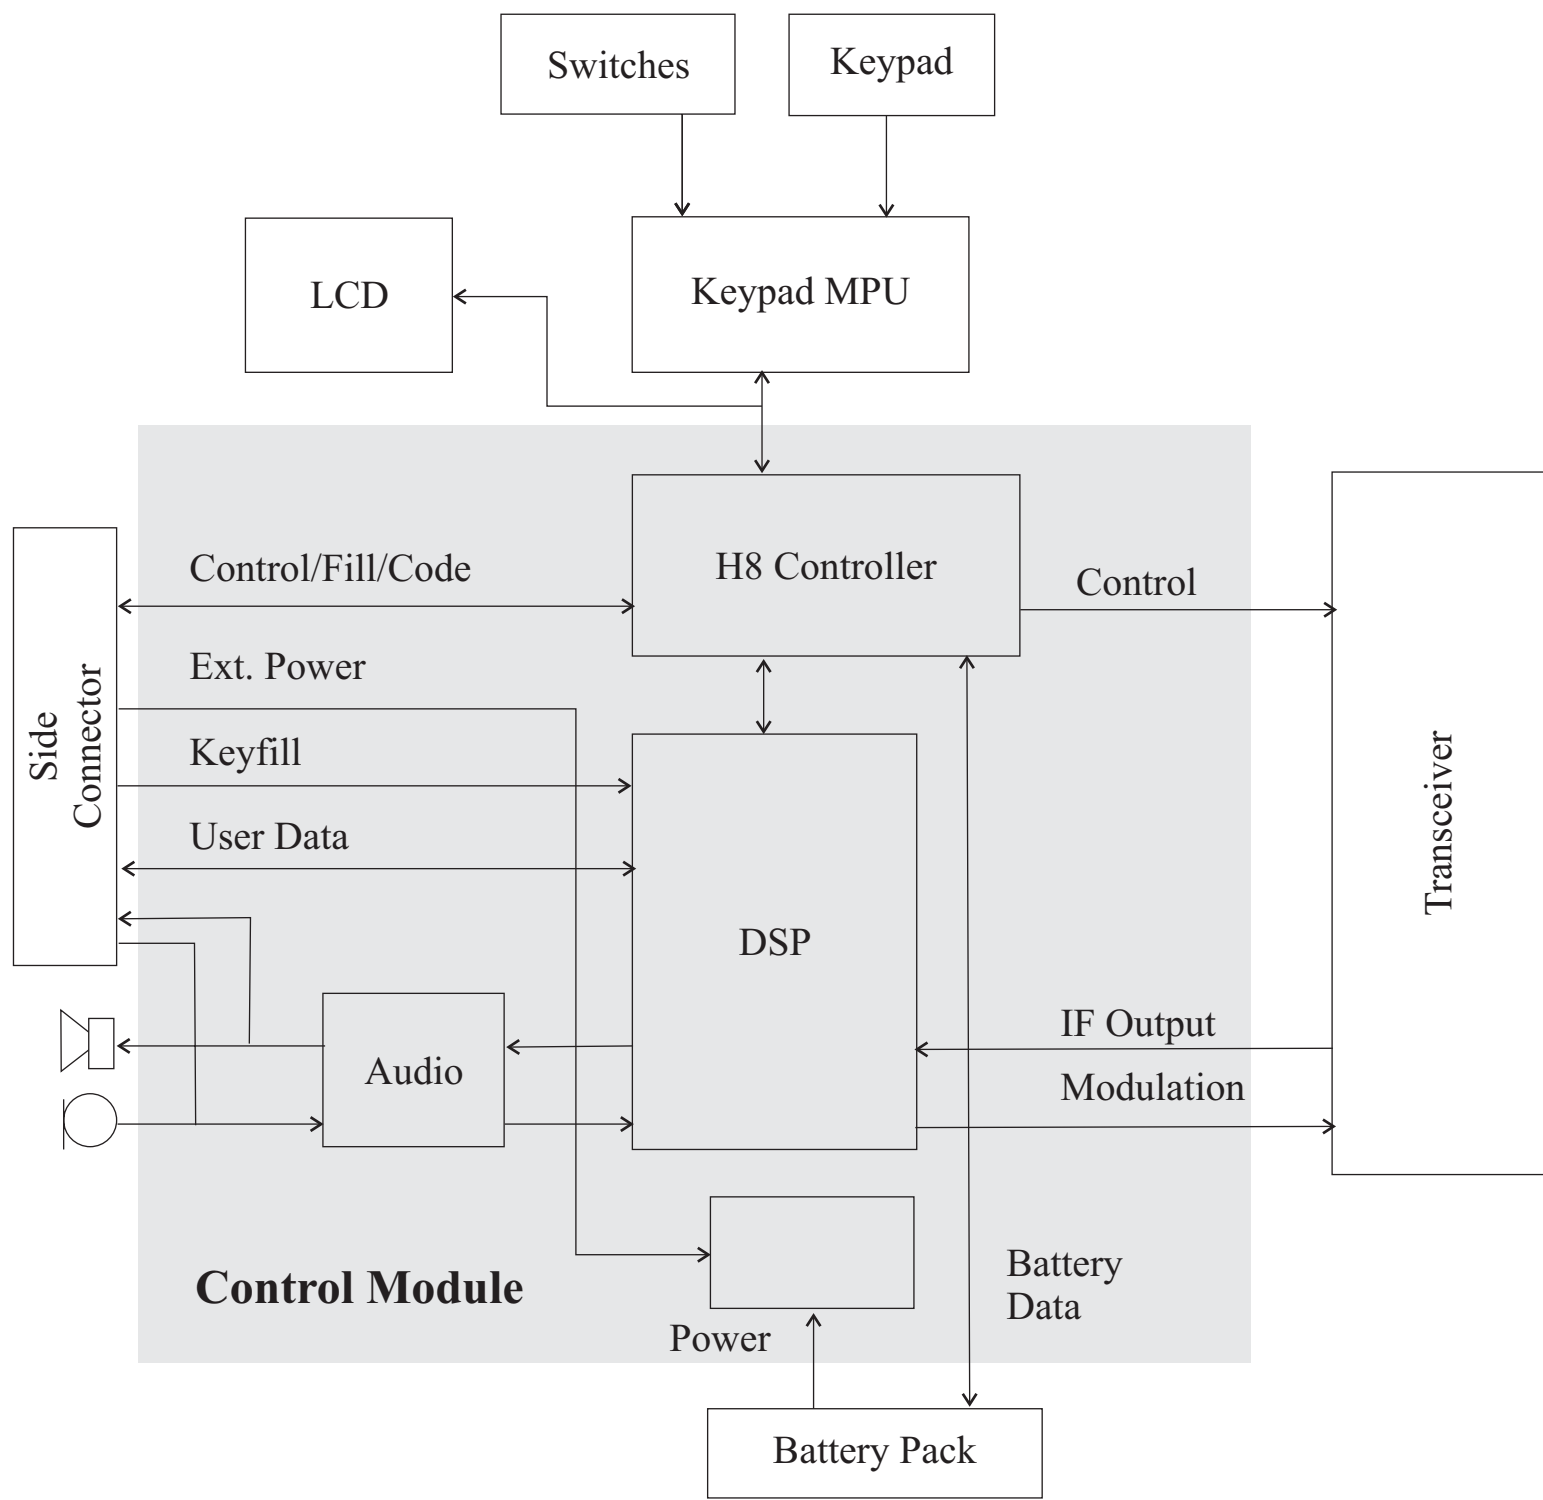 Switches
Keypad
LCD
Keypad MPU
H8 Controller
Control/Fill/Code
Control
Ext. Power
Side
Connector
Keyfill
User Data
Transceiver
DSP
IF Output
Audio
Modulation
Battery
Data
Control Module
Power
Battery Pack